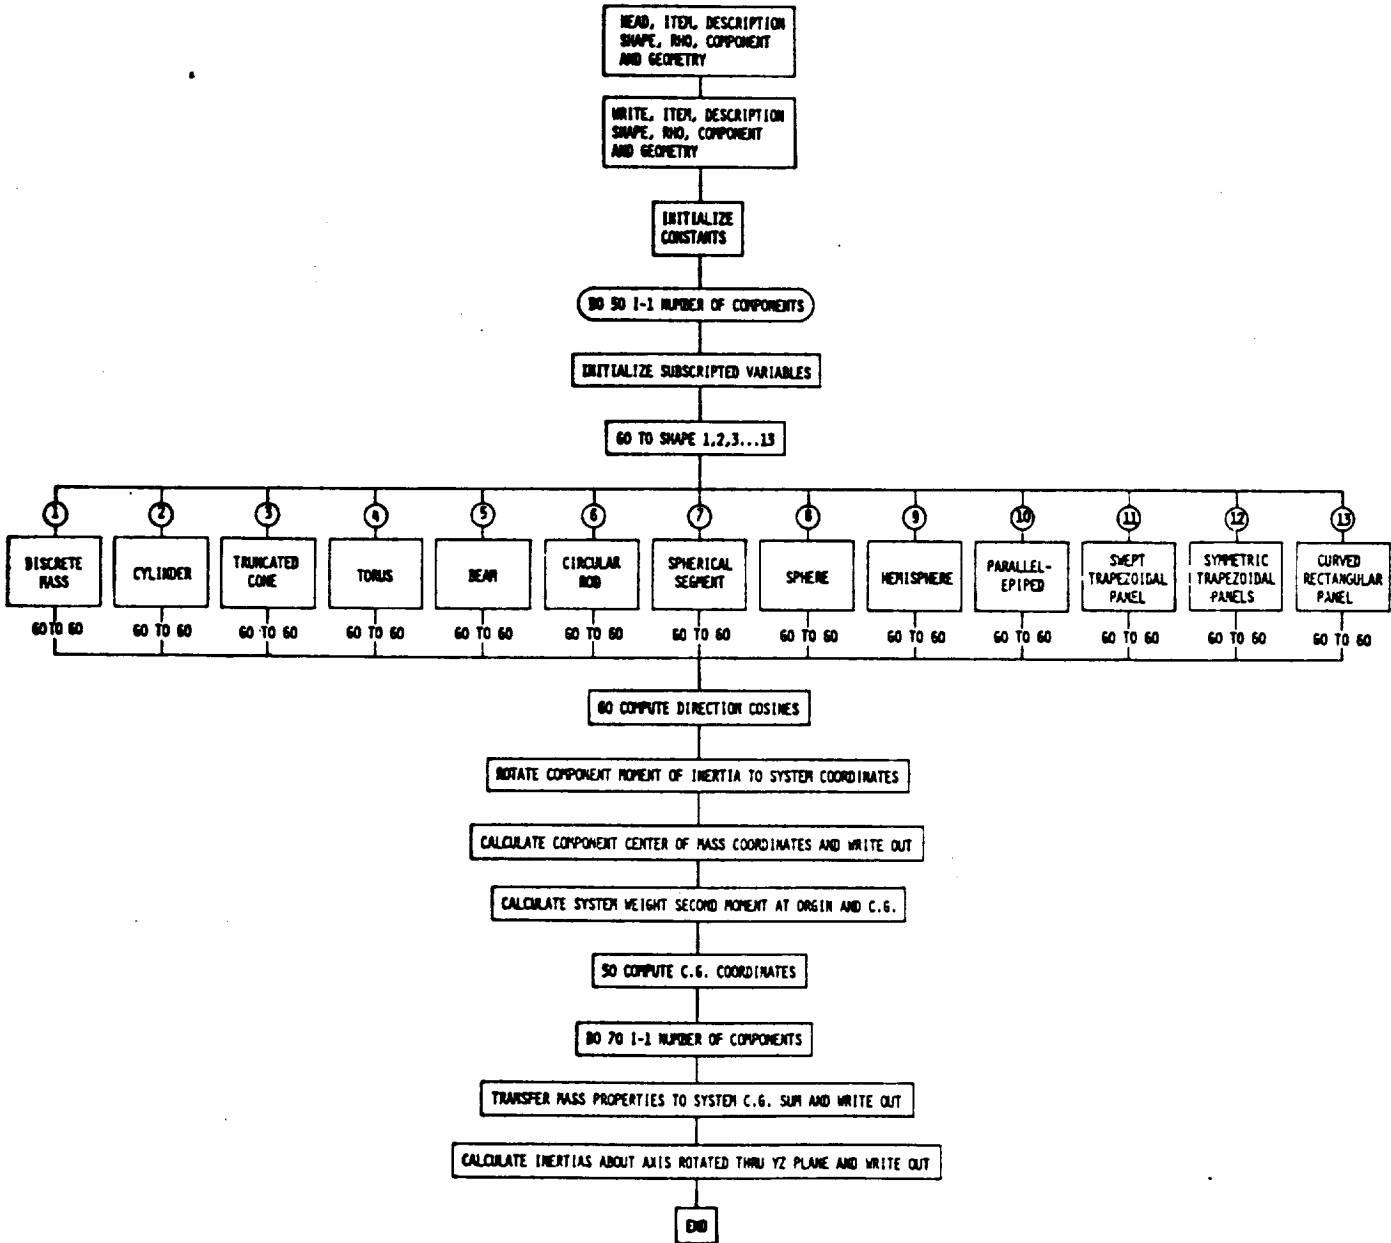 READ, ITEM, DESCRIPTION
SHAPE, RHO, COMPONENT
AND GEOMETRY
WRITE, ITEM, DESCRIPTION
SHAPE, RHO, COMPONENT
AND GEOMETRY
INITIALIZE
CONSTANTS
DO 50 I-1 NUMBER OF COMPONENTS
INITIALIZE SUBSCRIPTED VARIABLES
GO TO SHAPE 1,2,3...13
1 2 3 4 5 6 7 8 9 10 11 12 13
DISCRETE
MASS
CYLINDER
TRUNCATED
CONE
TORUS
BEAM
CIRCULAR
ROD
SPHERICAL
SEGMENT
SPHERE
HEMISPHERE
PARALLEL-
EPIPED
SWEPT
TRAPEZOIDAL
PANEL
SYMMETRIC
TRAPEZOIDAL
PANELS
CURVED
RECTANGULAR
PANEL
GO TO 60 GO TO 60 GO TO 60 GO TO 60 GO TO 60 GO TO 60 GO TO 60 GO TO 60 GO TO 60 GO TO 60 GO TO 60 GO TO 60 GO TO 60
60 COMPUTE DIRECTION COSINES
ROTATE COMPONENT MOMENT OF INERTIA TO SYSTEM COORDINATES
CALCULATE COMPONENT CENTER OF MASS COORDINATES AND WRITE OUT
CALCULATE SYSTEM WEIGHT SECOND MOMENT AT ORGIN AND C.G.
50 COMPUTE C.G. COORDINATES
DO 70 I-1 NUMBER OF COMPONENTS
TRANSFER MASS PROPERTIES TO SYSTEM C.G. SUM AND WRITE OUT
CALCULATE INERTIAS ABOUT AXIS ROTATED THRU YZ PLANE AND WRITE OUT
END